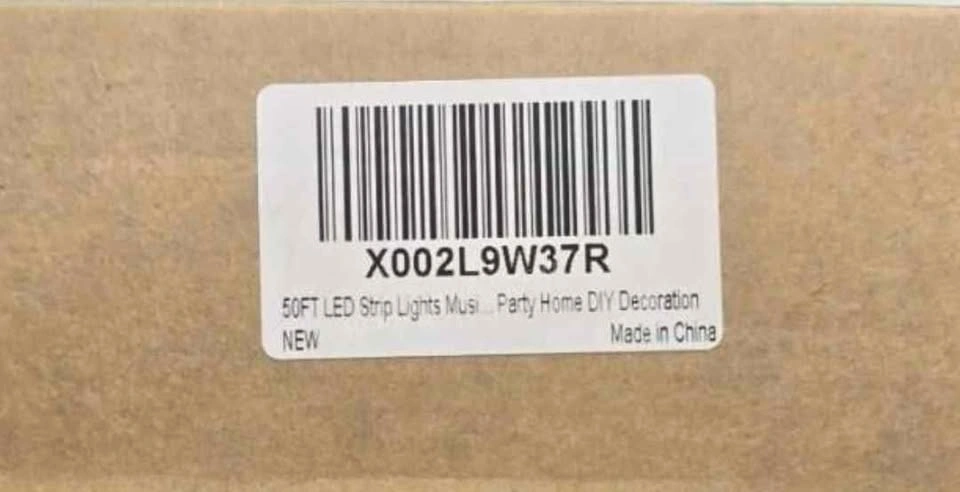 X002L9W37R
50FT LED Strip Lights Musi... Party Home DIY Decoration
NEW Made in China